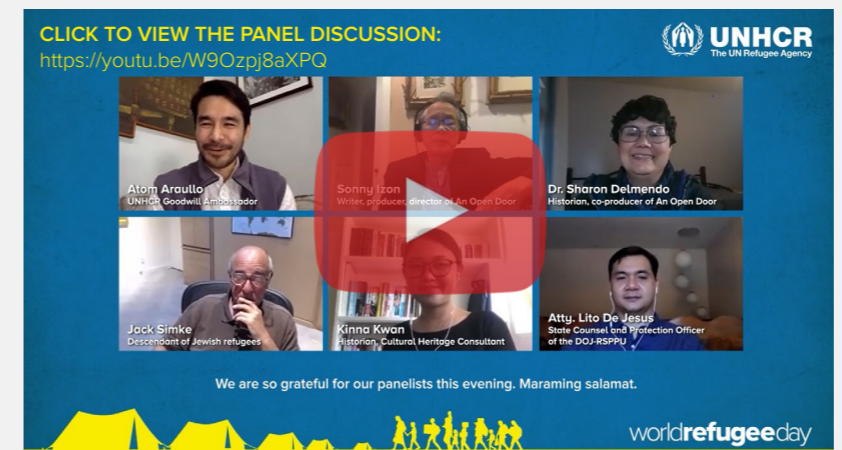 CLICK TO VIEW THE PANEL DISCUSSION:
https://youtu.be/W9Ozpj8aXPQ
UNHCR
The UN Refugee Agency
Atom Araullo
UNHCR Goodwill Ambassador
Sonny Izon
Writer, producer, director of An Open Door
Dr. Sharon Delmendo
Historian, co-producer of An Open Door
Jack Simke
Descendant of Jewish refugees
Kinna Kwan
Historian, Cultural Heritage Consultant
Atty. Lito De Jesus
State Counsel and Protection Officer
of the DOJ-RSPPU
We are so grateful for our panelists this evening. Maraming salamat.
worldrefugeeday